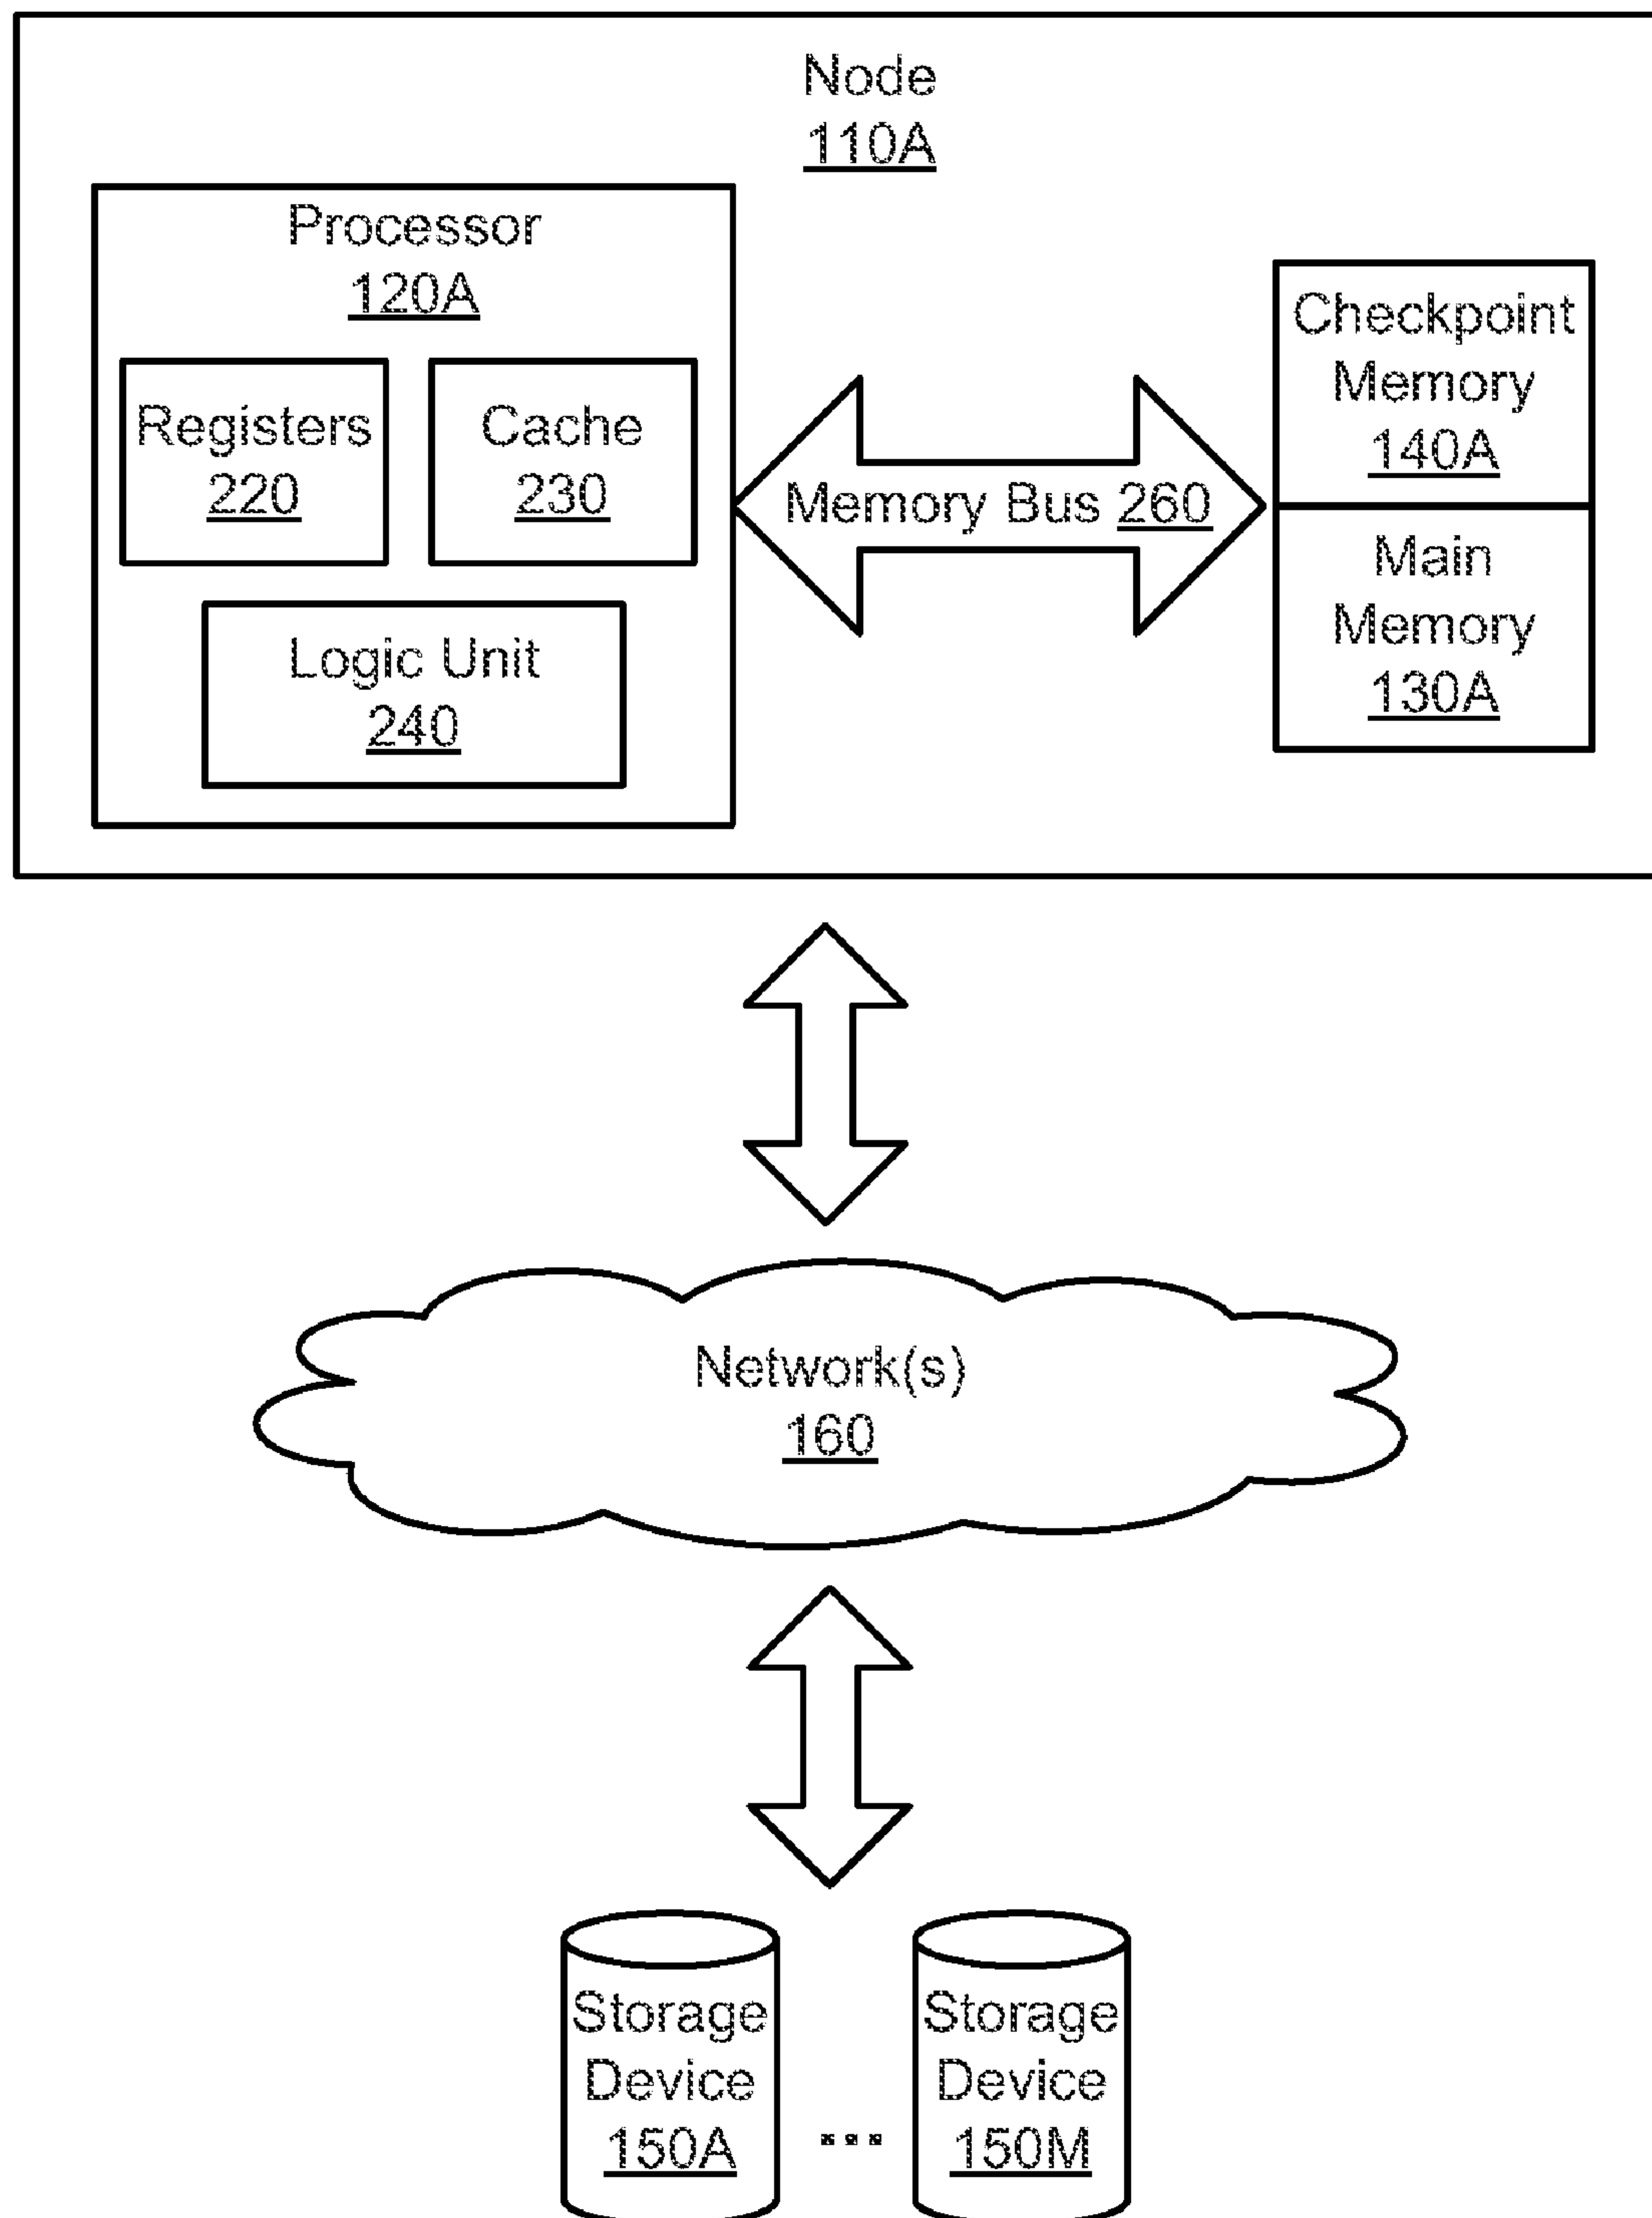 Node
110A
Processor
120A
Registers
220
Cache
230
Logic Unit
240
Memory Bus 260
Checkpoint
Memory
140A
Main
Memory
130A
Network(s)
160
Storage
Device
150A
...
Storage
Device
150M